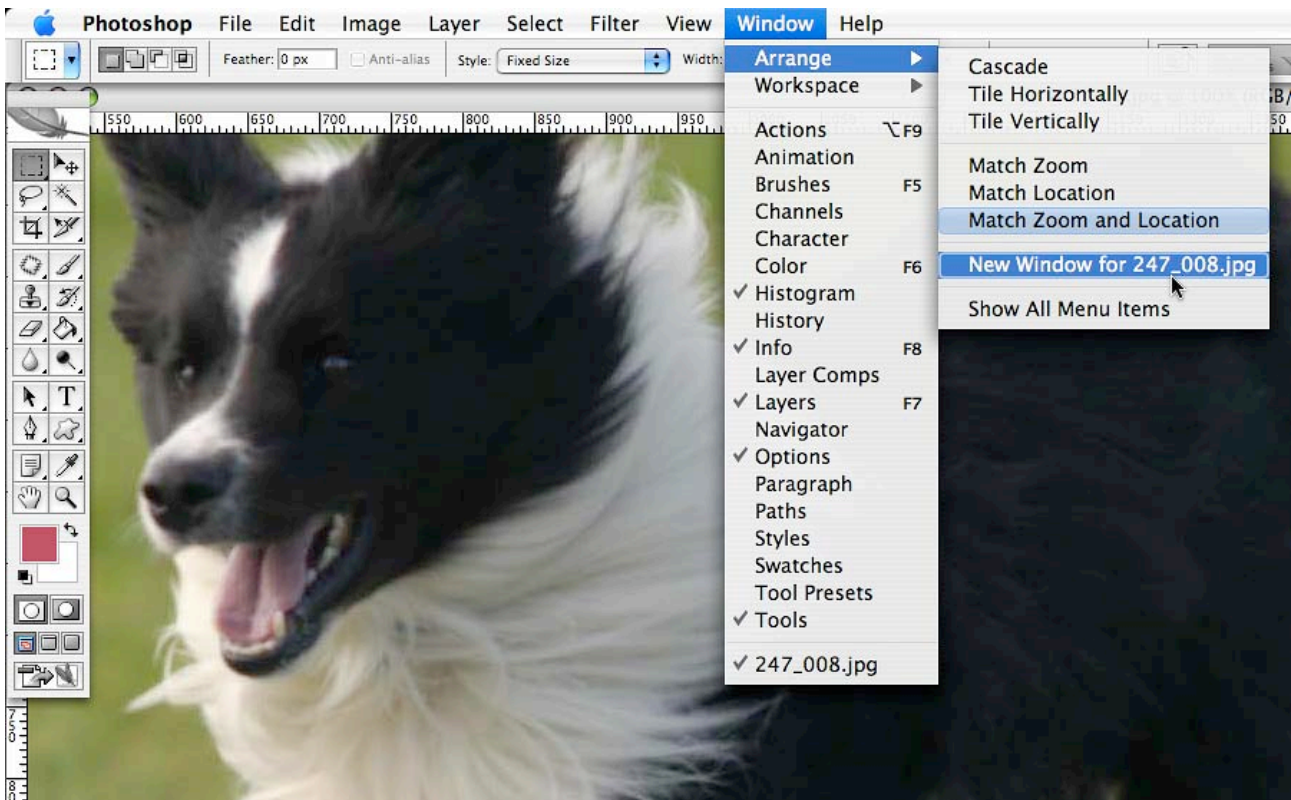 Photoshop File Edit Image Layer Select Filter View Window Help
Feather: 0 px Anti-alias Style: Fixed Size Width:
550 600 650 700 750 800 850 900 950
Arrange
Workspace
Actions ⌥F9
Animation
Brushes F5
Channels
Character
Color F6
✓ Histogram
History
✓ Info F8
Layer Comps
✓ Layers F7
Navigator
✓ Options
Paragraph
Paths
Styles
Swatches
Tool Presets
✓ Tools
✓ 247_008.jpg
Cascade
Tile Horizontally
Tile Vertically
Match Zoom
Match Location
Match Zoom and Location
New Window for 247_008.jpg
Show All Menu Items
T
7
5
0
8